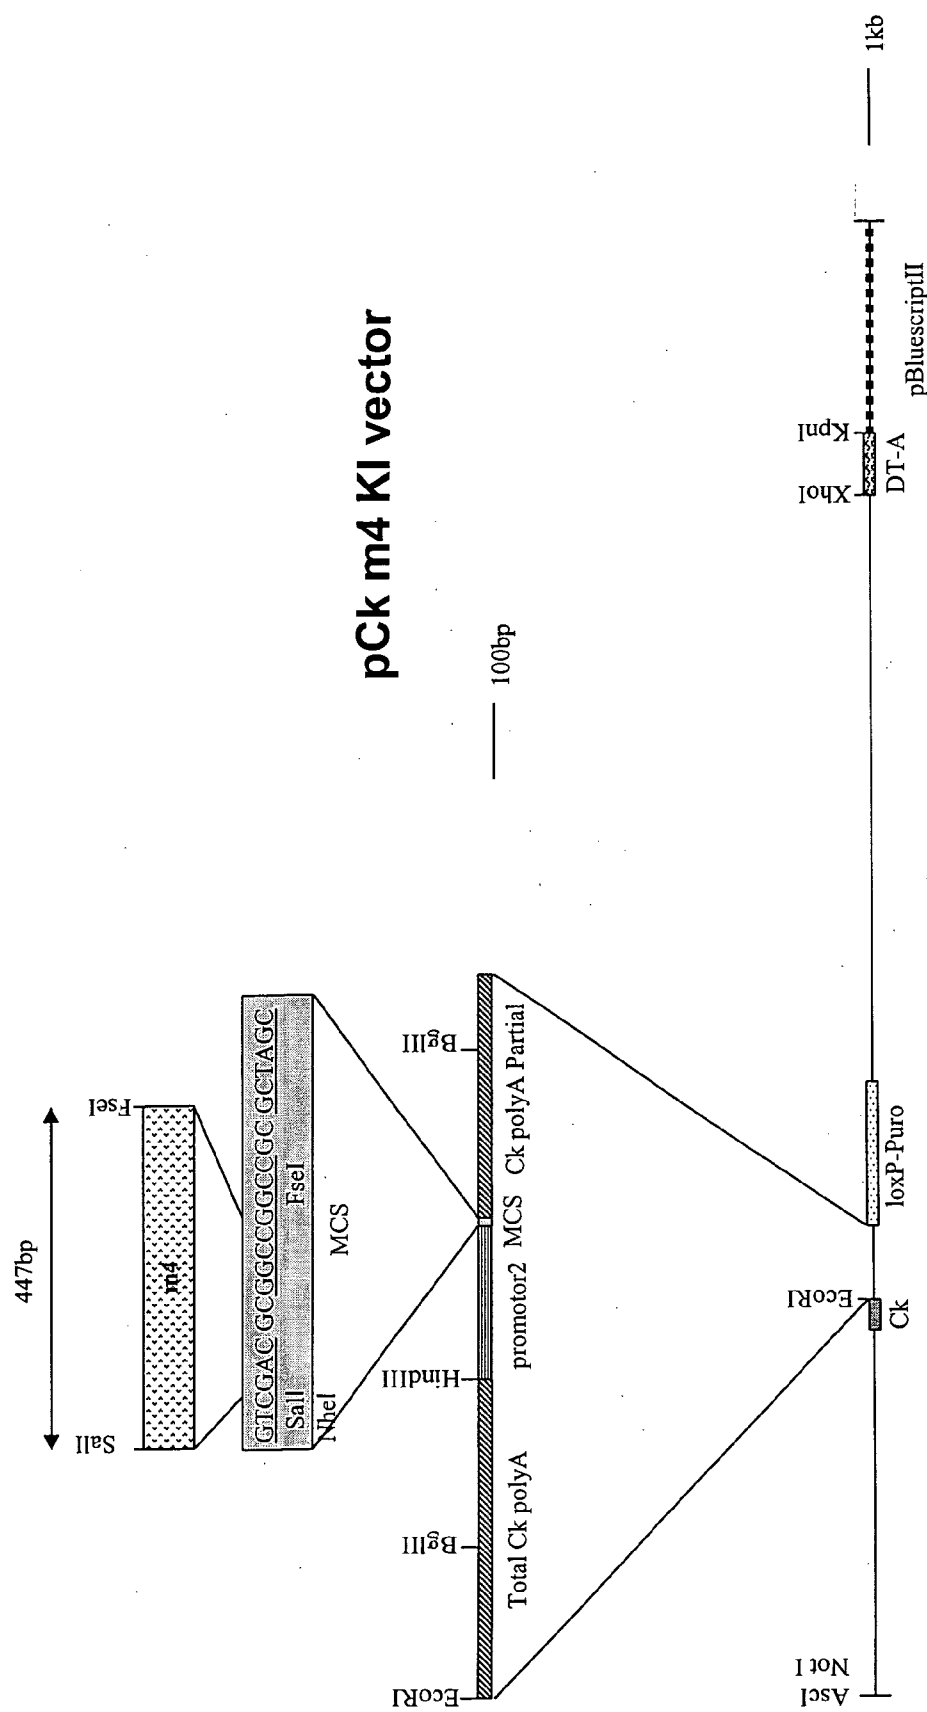 pCk m4 KI vector
447bp
SalI
FseI
m4
GTCGAC GCGGCCGGCCGC GCTAGC
SalI
FseI
NheI
MCS
EcoRI
BglII
HindIII
BglII
Total Ck polyA
promotor2
MCS
Ck polyA Partial
100bp
AscI
Not I
EcoRI
XhoI
KpnI
Ck
loxP-Puro
DT-A
pBluescriptII
1kb